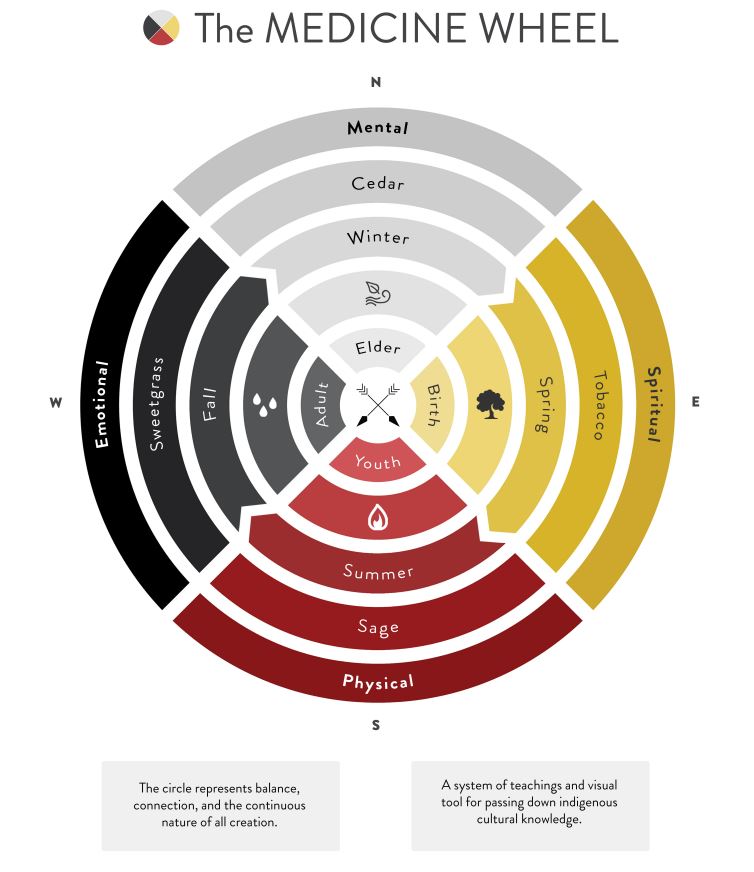 The MEDICINE WHEEL
N
Mental
Cedar
Winter
Elder
W
Emotional
Sweetgrass
Fall
Adult
Birth
Spring
Tobacco
Spiritual
E
Youth
Summer
Sage
Physical
S
The circle represents balance,
connection, and the continuous
nature of all creation.
A system of teachings and visual
tool for passing down indigenous
cultural knowledge.